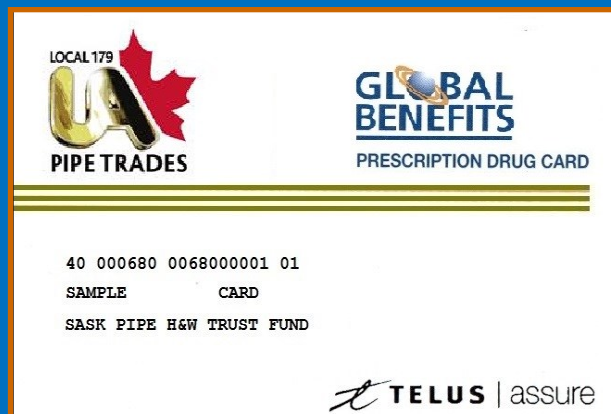 LOCAL 179
UA
PIPE TRADES
GLOBAL
BENEFITS
PRESCRIPTION DRUG CARD
40 000680 0068000001 01
SAMPLE CARD
SASK PIPE H&W TRUST FUND
TELUS | assure